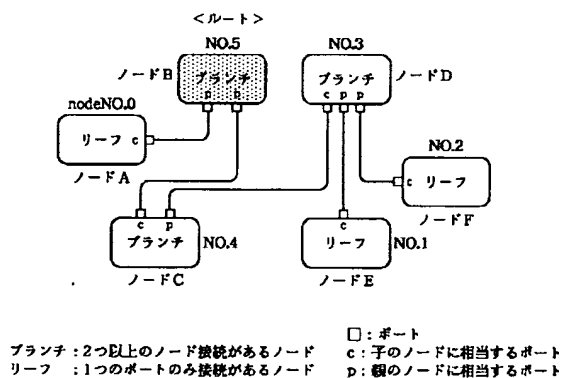 <ルート>
NO.5
NO.3
ノードB
ブランチ
p p
ブランチ
c p p
ノードD
nodeNO.0
リーフ c
ノードA
NO.2
c リーフ
ノードF
c p
ブランチ
NO.4
ノードC
c
リーフ
NO.1
ノードE
□:ポート
ブランチ:2つ以上のノード接続があるノード
c:子のノードに相当するポート
リーフ :1つのポートのみ接続があるノード
p:親のノードに相当するポート